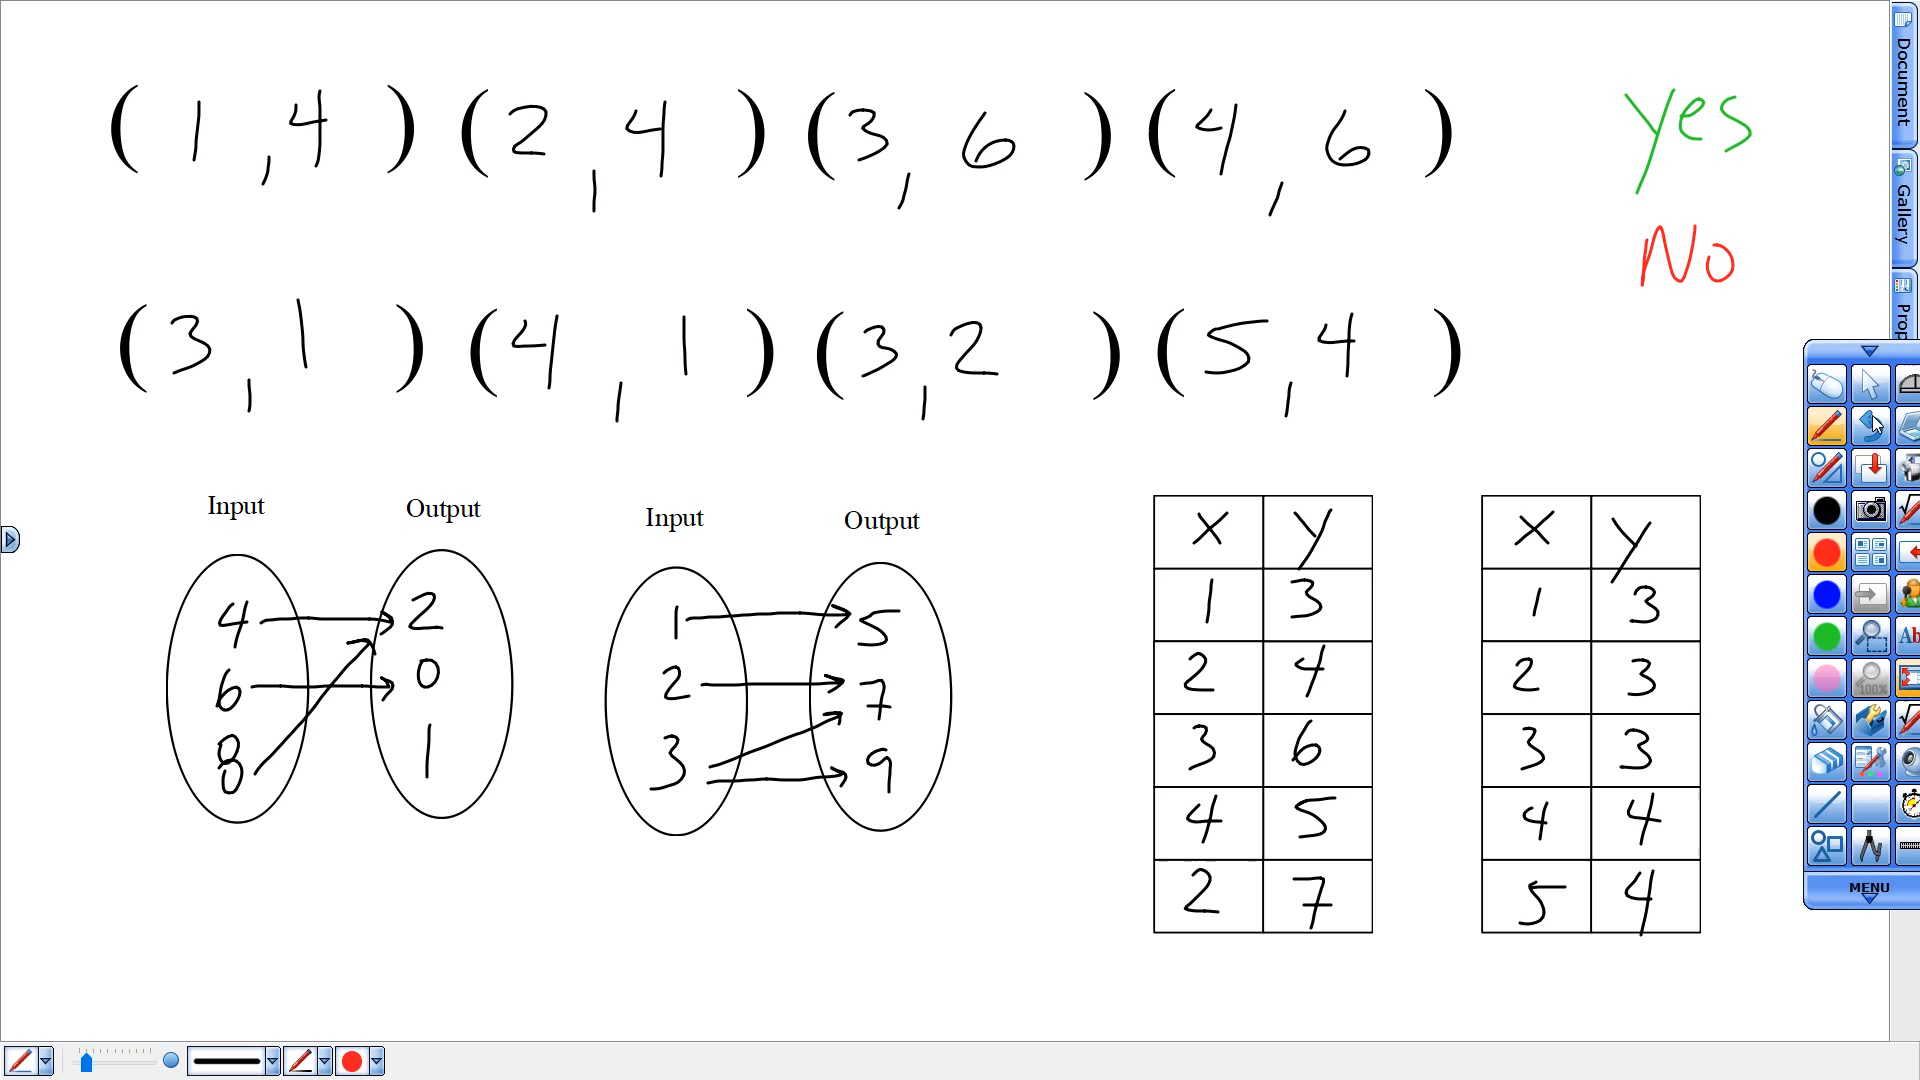 ( 1 , 4 ) ( 2 , 4 ) ( 3 , 6 ) ( 4 , 6 )
yes
No
( 3 , 1 ) ( 4 , 1 ) ( 3 , 2 ) ( 5 , 4 )
Input Output
4 2
6 0
8 1
Input Output
1 5
2 7
3 9
x y
1 3
2 4
3 6
4 5
2 7
x y
1 3
2 3
3 3
4 4
5 4
Document
Gallery
Prop
100%
Ab
MENU